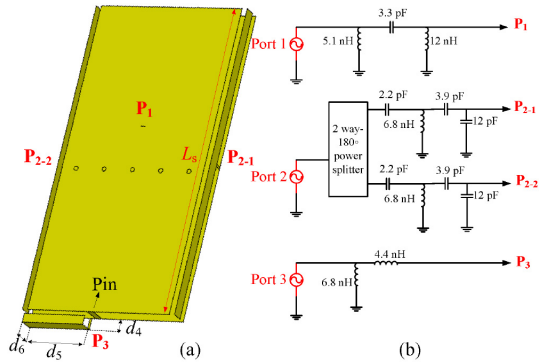 P1
P2-2
Ls
P2-1
Pin
P3
d4
d5
d6
(a)
Port 1
5.1 nH
3.3 pF
12 nH
P1
Port 2
2 way-
180°
power
splitter
2.2 pF
6.8 nH
3.9 pF
12 pF
P2-1
2.2 pF
6.8 nH
3.9 pF
12 pF
P2-2
Port 3
6.8 nH
4.4 nH
P3
(b)